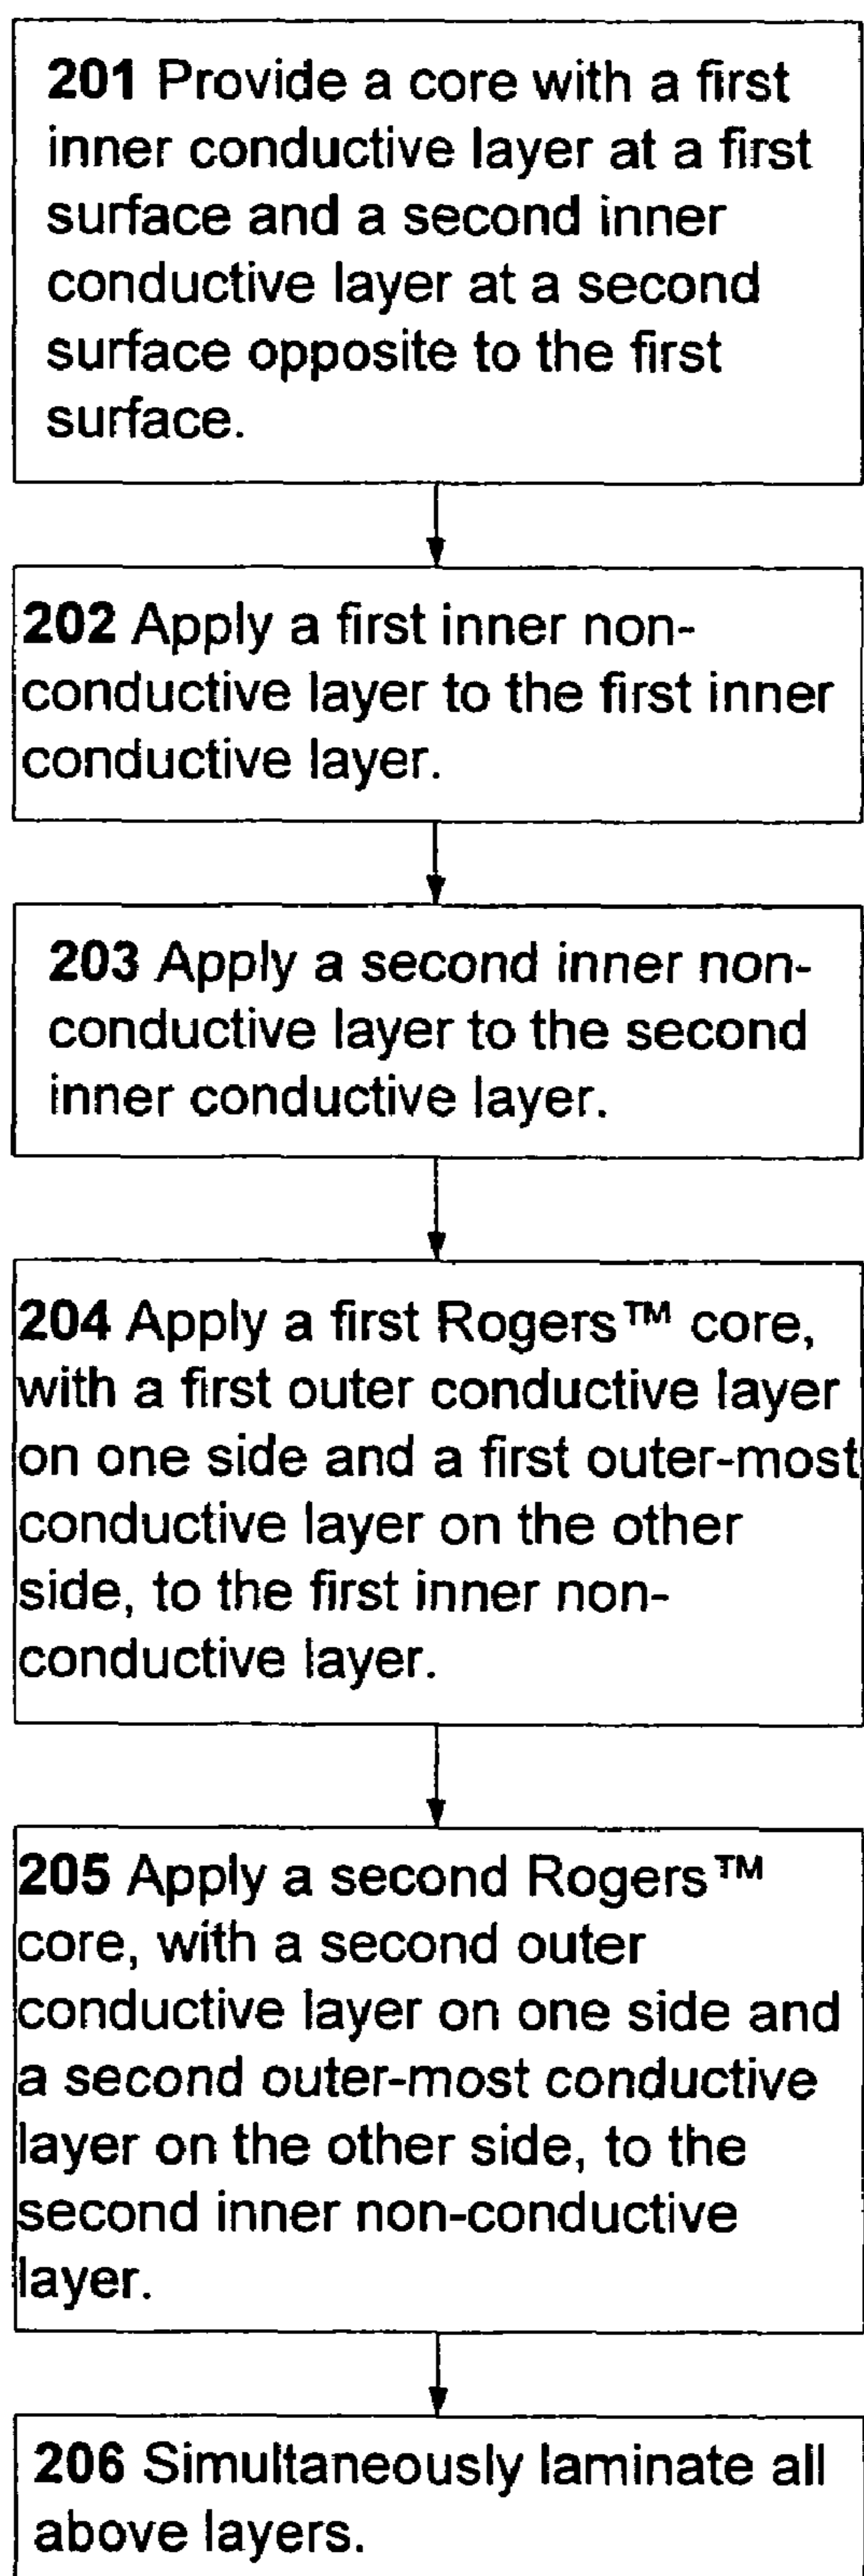 201 Provide a core with a first
inner conductive layer at a first
surface and a second inner
conductive layer at a second
surface opposite to the first
surface.
202 Apply a first inner non-
conductive layer to the first inner
conductive layer.
203 Apply a second inner non-
conductive layer to the second
inner conductive layer.
204 Apply a first Rogers™ core,
with a first outer conductive layer
on one side and a first outer-most
conductive layer on the other
side, to the first inner non-
conductive layer.
205 Apply a second Rogers™
core, with a second outer
conductive layer on one side and
a second outer-most conductive
layer on the other side, to the
second inner non-conductive
layer.
206 Simultaneously laminate all
above layers.